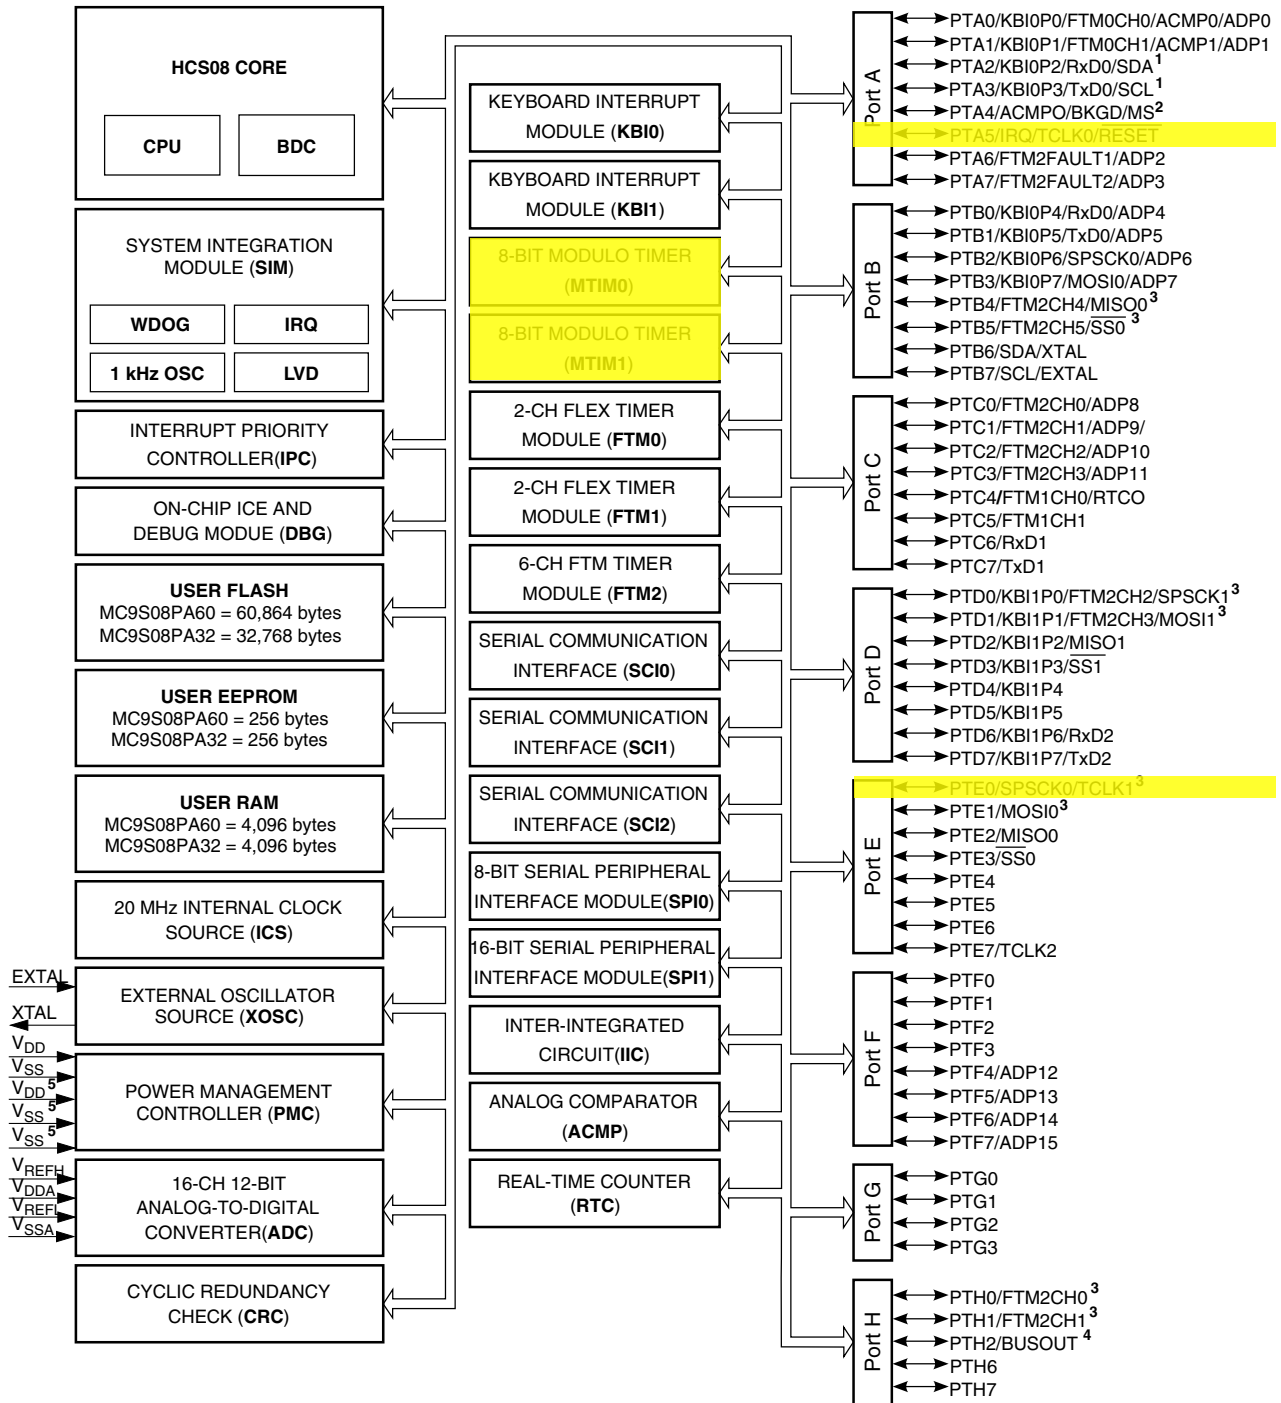 HCS08 CORE
CPU
BDC
SYSTEM INTEGRATION
MODULE (SIM)
WDOG
IRQ
1 kHz OSC
LVD
INTERRUPT PRIORITY
CONTROLLER(IPC)
ON-CHIP ICE AND
DEBUG MODUE (DBG)
USER FLASH
MC9S08PA60 = 60,864 bytes
MC9S08PA32 = 32,768 bytes
USER EEPROM
MC9S08PA60 = 256 bytes
MC9S08PA32 = 256 bytes
USER RAM
MC9S08PA60 = 4,096 bytes
MC9S08PA32 = 4,096 bytes
20 MHz INTERNAL CLOCK
SOURCE (ICS)
EXTAL
XTAL
EXTERNAL OSCILLATOR
SOURCE (XOSC)
VDD
VSS
VDD 5
VSS 5
VSS 5
POWER MANAGEMENT
CONTROLLER (PMC)
VREFH
VDDA
VREFL
VSSA
16-CH 12-BIT
ANALOG-TO-DIGITAL
CONVERTER(ADC)
CYCLIC REDUNDANCY
CHECK (CRC)
KEYBOARD INTERRUPT
MODULE (KBI0)
KBYBOARD INTERRUPT
MODULE (KBI1)
8-BIT MODULO TIMER
(MTIM0)
8-BIT MODULO TIMER
(MTIM1)
2-CH FLEX TIMER
MODULE (FTM0)
2-CH FLEX TIMER
MODULE (FTM1)
6-CH FTM TIMER
MODULE (FTM2)
SERIAL COMMUNICATION
INTERFACE (SCI0)
SERIAL COMMUNICATION
INTERFACE (SCI1)
SERIAL COMMUNICATION
INTERFACE (SCI2)
8-BIT SERIAL PERIPHERAL
INTERFACE MODULE(SPI0)
16-BIT SERIAL PERIPHERAL
INTERFACE MODULE(SPI1)
INTER-INTEGRATED
CIRCUIT(IIC)
ANALOG COMPARATOR
(ACMP)
REAL-TIME COUNTER
(RTC)
Port A
PTA0/KBI0P0/FTM0CH0/ACMP0/ADP0
PTA1/KBI0P1/FTM0CH1/ACMP1/ADP1
PTA2/KBI0P2/RxD0/SDA1
PTA3/KBI0P3/TxD0/SCL1
PTA4/ACMPO/BKGD/MS2
PTA5/IRQ/TCLK0/RESET
PTA6/FTM2FAULT1/ADP2
PTA7/FTM2FAULT2/ADP3
Port B
PTB0/KBI0P4/RxD0/ADP4
PTB1/KBI0P5/TxD0/ADP5
PTB2/KBI0P6/SPSCK0/ADP6
PTB3/KBI0P7/MOSI0/ADP7
PTB4/FTM2CH4/MISO0 3
PTB5/FTM2CH5/SS0 3
PTB6/SDA/XTAL
PTB7/SCL/EXTAL
Port C
PTC0/FTM2CH0/ADP8
PTC1/FTM2CH1/ADP9/
PTC2/FTM2CH2/ADP10
PTC3/FTM2CH3/ADP11
PTC4/FTM1CH0/RTCO
PTC5/FTM1CH1
PTC6/RxD1
PTC7/TxD1
Port D
PTD0/KBI1P0/FTM2CH2/SPSCK1 3
PTD1/KBI1P1/FTM2CH3/MOSI1 3
PTD2/KBI1P2/MISO1
PTD3/KBI1P3/SS1
PTD4/KBI1P4
PTD5/KBI1P5
PTD6/KBI1P6/RxD2
PTD7/KBI1P7/TxD2
Port E
PTE0/SPSCK0/TCLK1 3
PTE1/MOSI0 3
PTE2/MISO0
PTE3/SS0
PTE4
PTE5
PTE6
PTE7/TCLK2
Port F
PTF0
PTF1
PTF2
PTF3
PTF4/ADP12
PTF5/ADP13
PTF6/ADP14
PTF7/ADP15
Port G
PTG0
PTG1
PTG2
PTG3
Port H
PTH0/FTM2CH0 3
PTH1/FTM2CH1 3
PTH2/BUSOUT 4
PTH6
PTH7